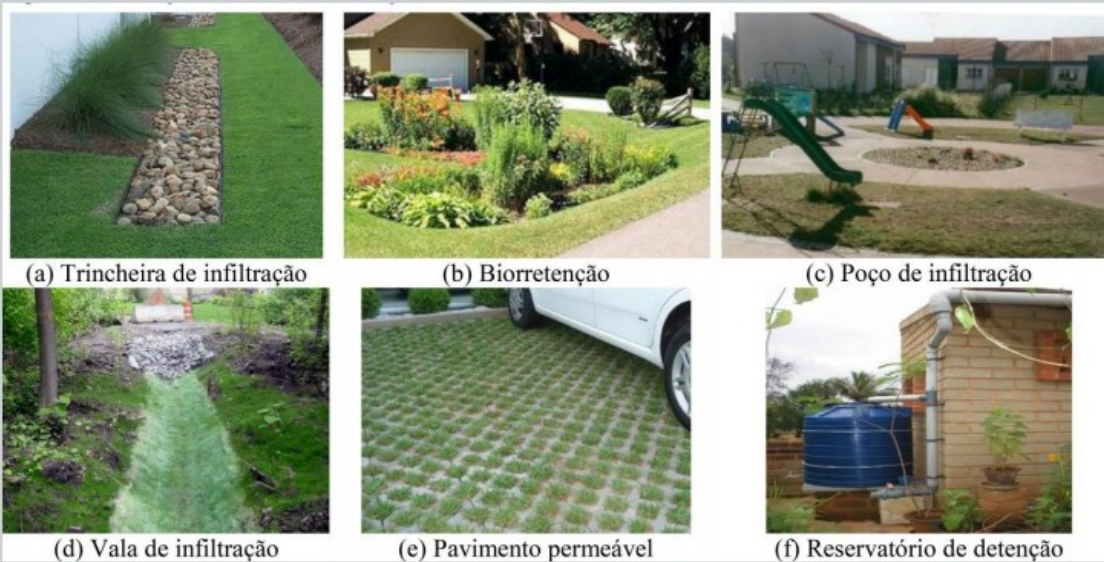 (a) Trincheira de infiltração
(b) Biorretenção
(c) Poço de infiltração
(d) Vala de infiltração
(e) Pavimento permeável
(f) Reservatório de detenção